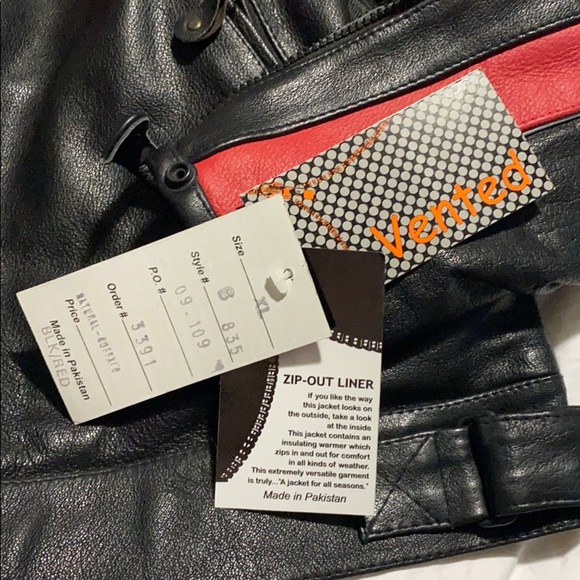 Vented
Size XL
Style # B 835
P.O. # 09-109
Order # 3391
Price
Made in Pakistan
BLK/RED
ZIP-OUT LINER
If you like the way
this jacket looks on
the outside, take a look
at the inside
This jacket contains an
insulating warmer which
zips in and out for comfort
in all kinds of weather.
This extremely versatile garment
is truly..."A jacket for all seasons."
Made in Pakistan